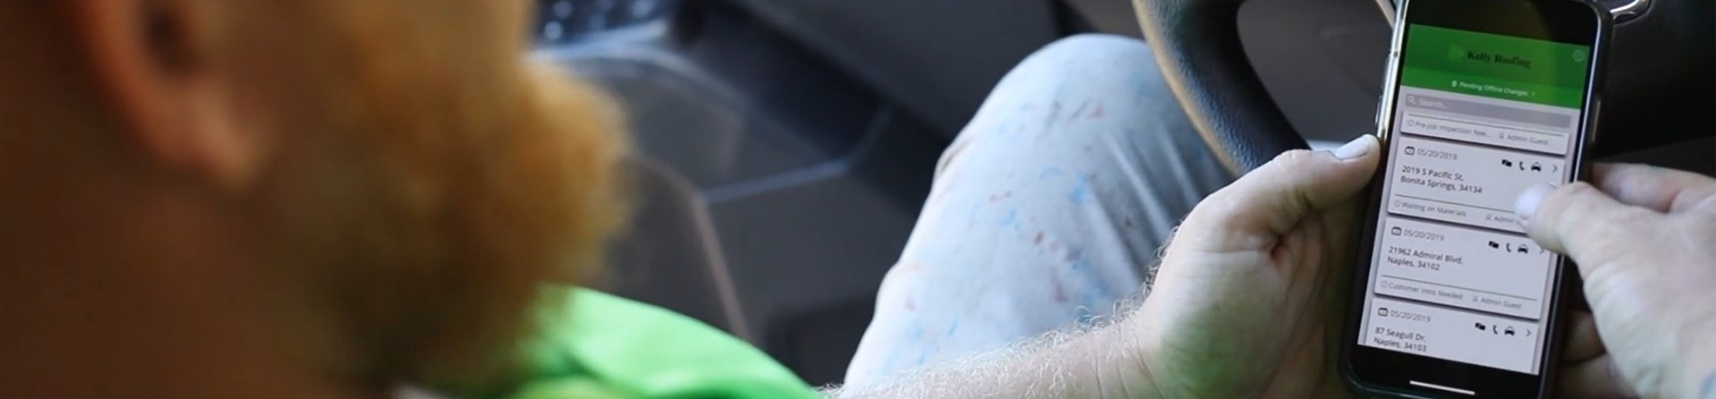 Kelly Roofing
Pending Offline Changes
Search...
Pre-job Inspection Nee... Admin Guest
05/20/2019
2019 S Pacific St,
Bonita Springs, 34134
Waiting on Materials Admin
05/20/2019
21962 Admiral Blvd,
Naples, 34102
Customer Intro Needed Admin Guest
05/20/2019
87 Seagull Dr,
Naples, 34103